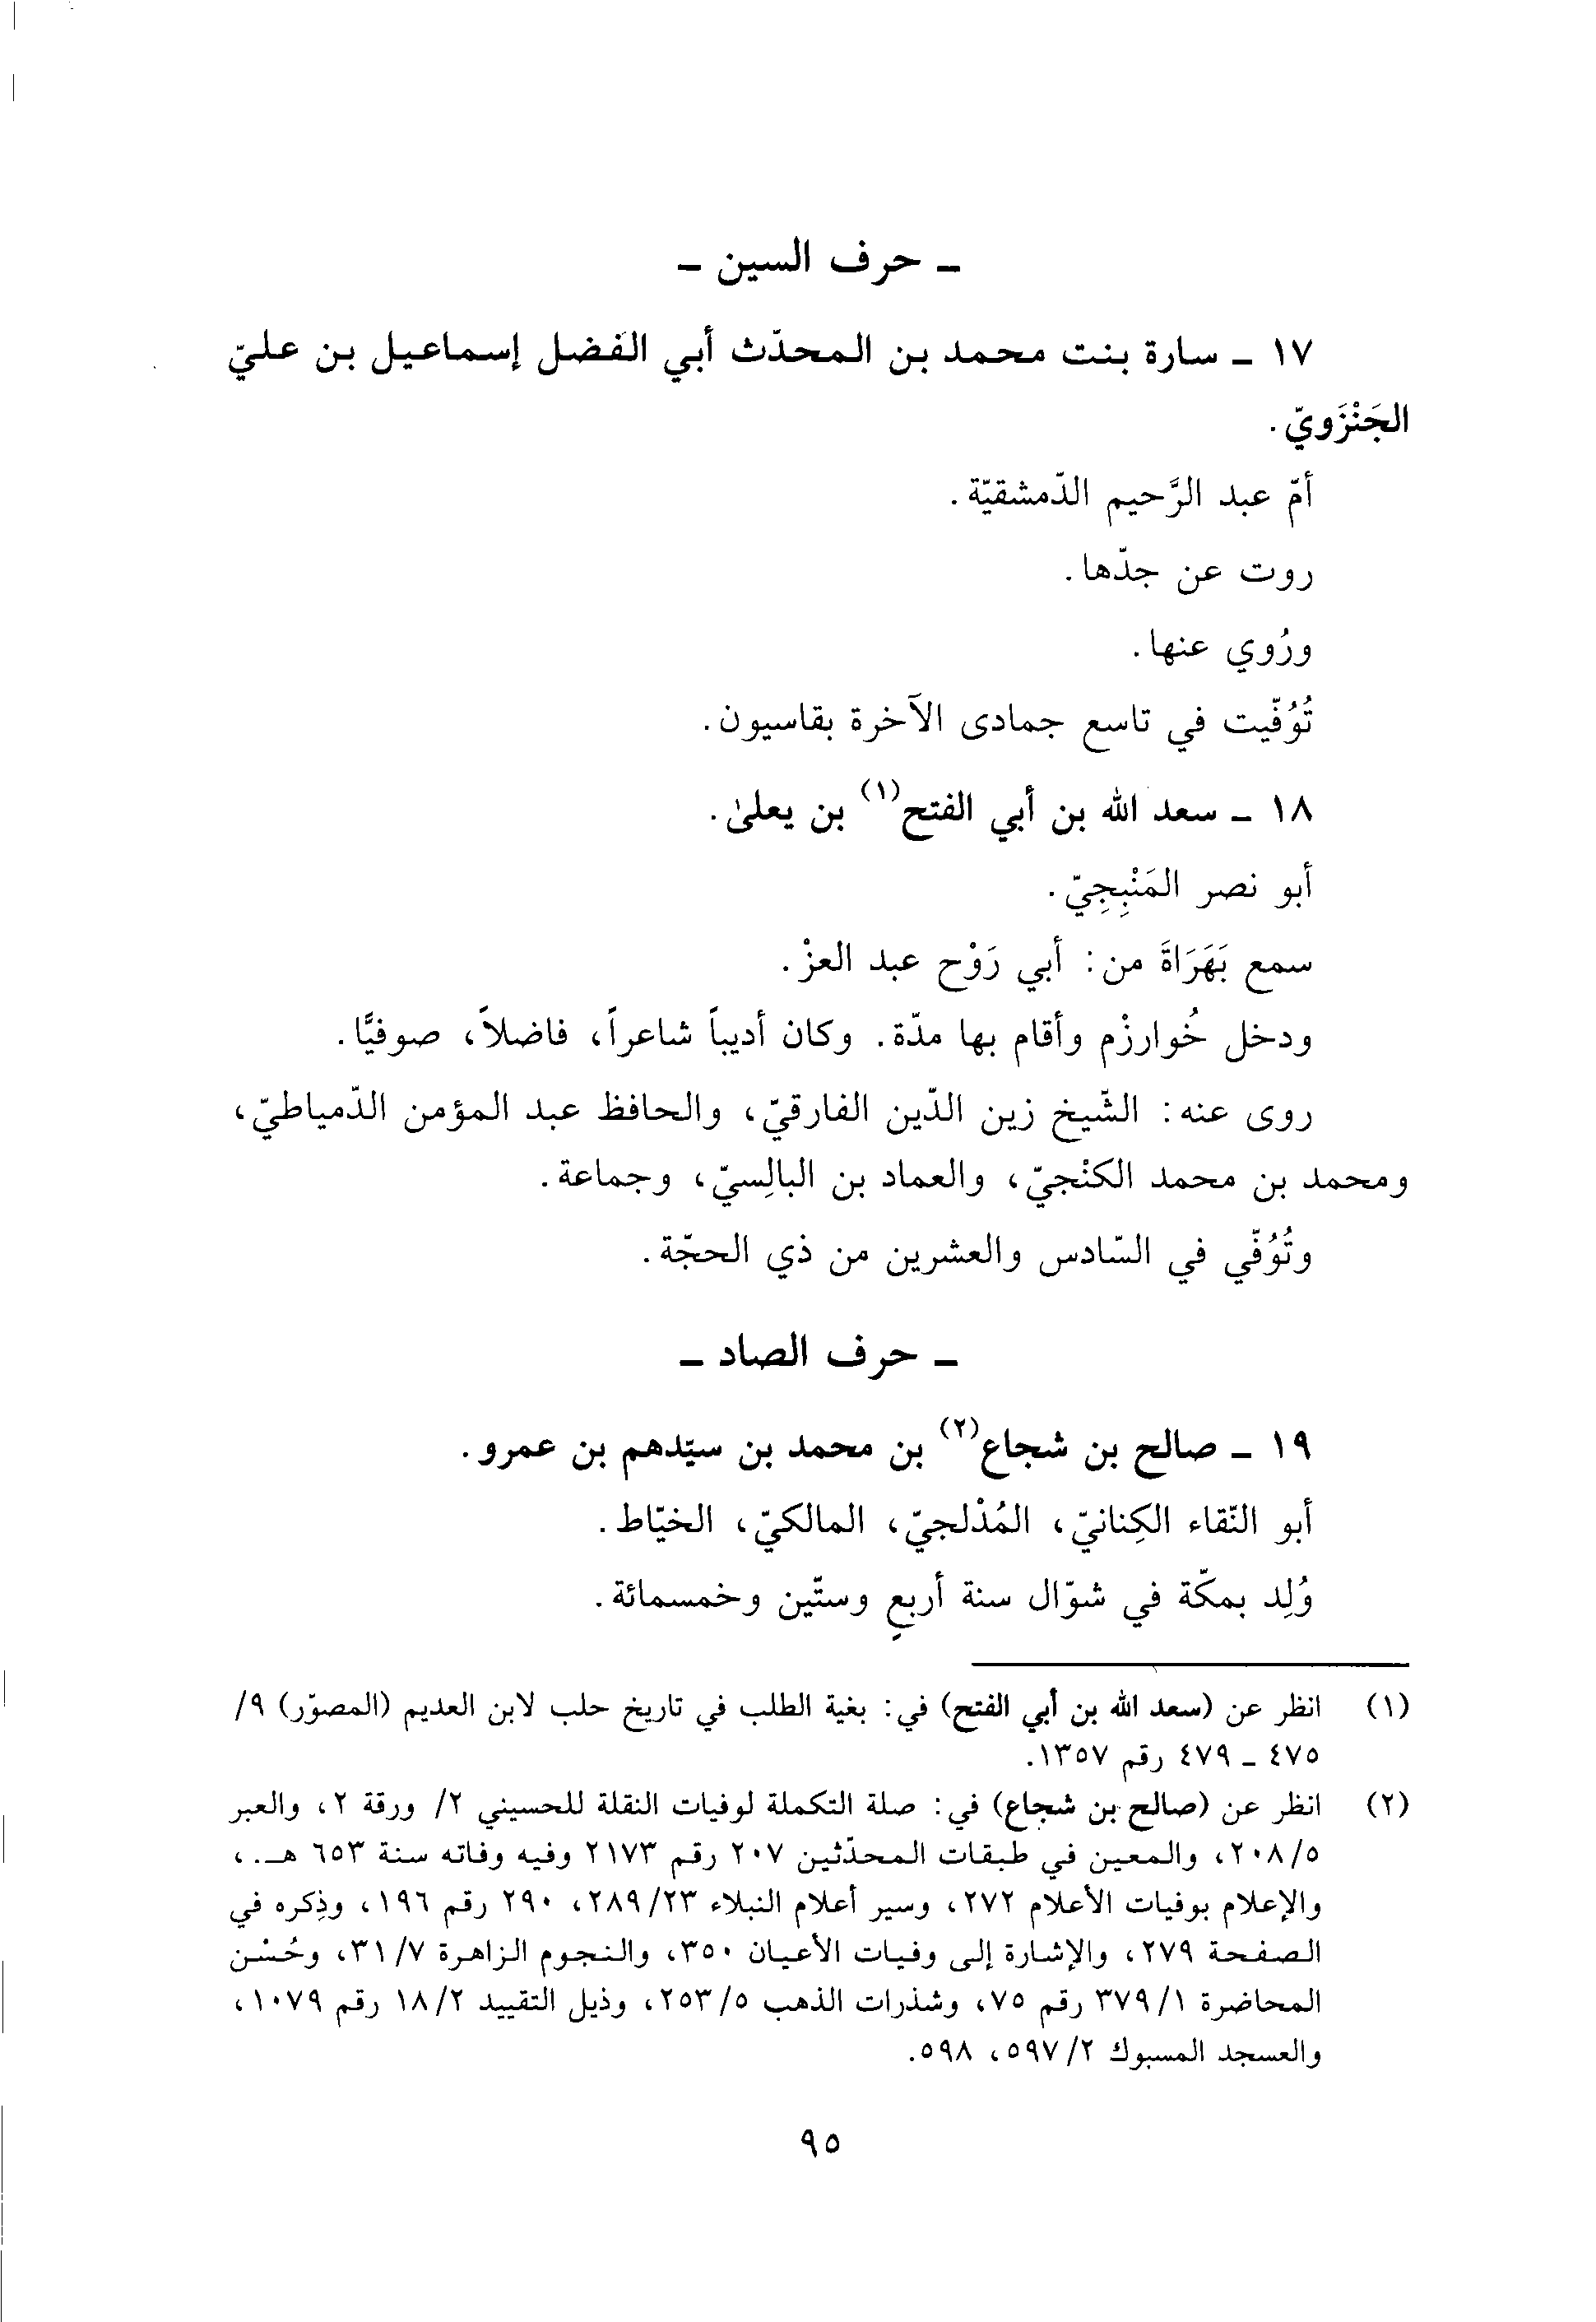 ـ حرف السين ـ
١٧ ـ سارة بنت محمد بن المحدّث أبي الفضل إسماعيل بن عليّ
الجَنْزَويّ.
أمّ عبد الرَّحيم الدّمشقيّة.
روت عن جدّها.
ورُوي عنها.
تُوُفّيت في تاسع جمادى الآخرة بقاسيون.
١٨ ـ سعد الله بن أبي الفتح(١) بن يعلىٰ.
أبو نصر المَنْبِجِيّ.
سمع بَهَرَاةَ من: أبي رَوْح عبد العزْ.
ودخل خُوارزْم وأقام بها مدّة. وكان أديباً شاعراً، فاضلاً، صوفيًّا.
روى عنه: الشّيخ زين الدّين الفارقيّ، والحافظ عبد المؤمن الدّمياطيّ،
ومحمد بن محمد الكنْجيّ، والعماد بن البالِسيّ، وجماعة.
وتُوُفّي في السّادس والعشرين من ذي الحجّة.
ـ حرف الصاد ـ
١٩ ـ صالح بن شجاع(٢) بن محمد بن سيّدهم بن عمرو.
أبو النّقاء الكِنانيّ، المُذْلجيّ، المالكيّ، الخيّاط.
وُلِد بمكّة في شوّال سنة أربعٍ وستّين وخمسمائة.
(١) انظر عن (سعد الله بن أبي الفتح) في: بغية الطلب في تاريخ حلب لابن العديم (المصوّر) ٩/
٤٧٥ ـ ٤٧٩ رقم ١٣٥٧.
(٢) انظر عن (صالح بن شجاع) في: صلة التكملة لوفيات النقلة للحسيني ٢/ ورقة ٢، والعبر
٢٠٨/٥، والمعين في طبقات المحدّثين ٢٠٧ رقم ٢١٧٣ وفيه وفاته سنة ٦٥٣ هـ.،
والإعلام بوفيات الأعلام ٢٧٢، وسير أعلام النبلاء ٢٨٩/٢٣، ٢٩٠ رقم ١٩٦، وذِكره في
الصفحة ٢٧٩، والإشارة إلى وفيات الأعيان ٣٥٠، والنجوم الزاهرة ٣١/٧، وحُسْن
المحاضرة ٣٧٩/١ رقم ٧٥، وشذرات الذهب ٢٥٣/٥، وذيل التقييد ١٨/٢ رقم ١٠٧٩،
والعسجد المسبوك ٥٩٧/٢، ٥٩٨.
٩٥